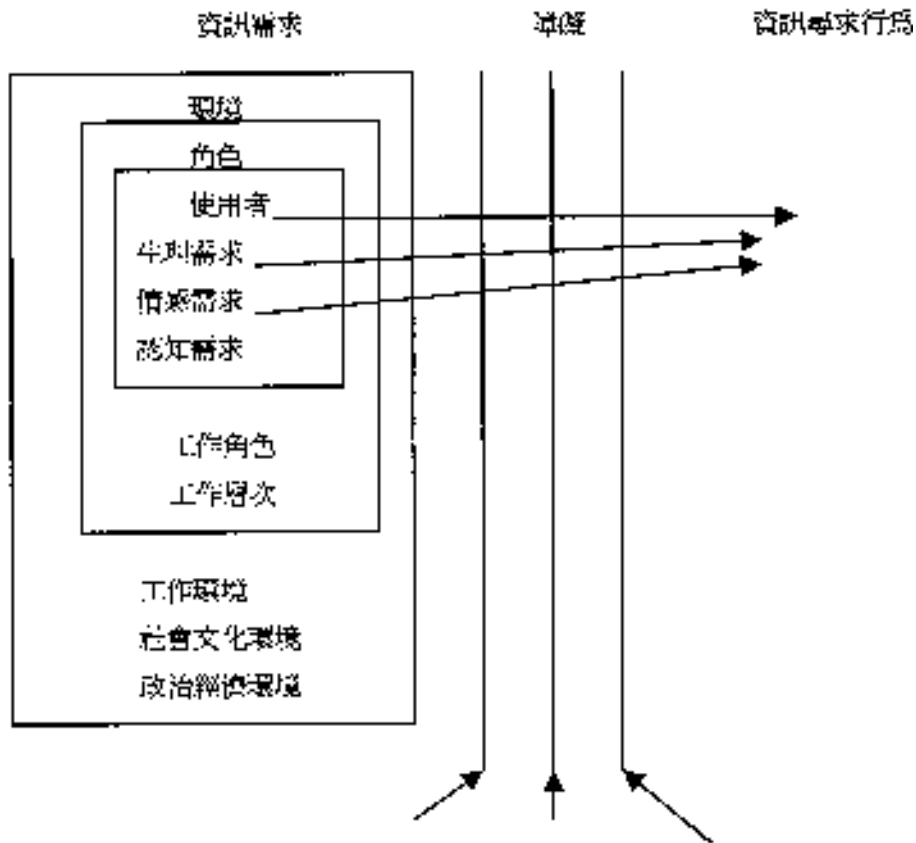 資訊需求 障礙 資訊尋求行為
環境
角色
使用者
生理需求
情感需求
認知需求
工作角色
工作層次
工作環境
社會文化環境
政治經濟環境